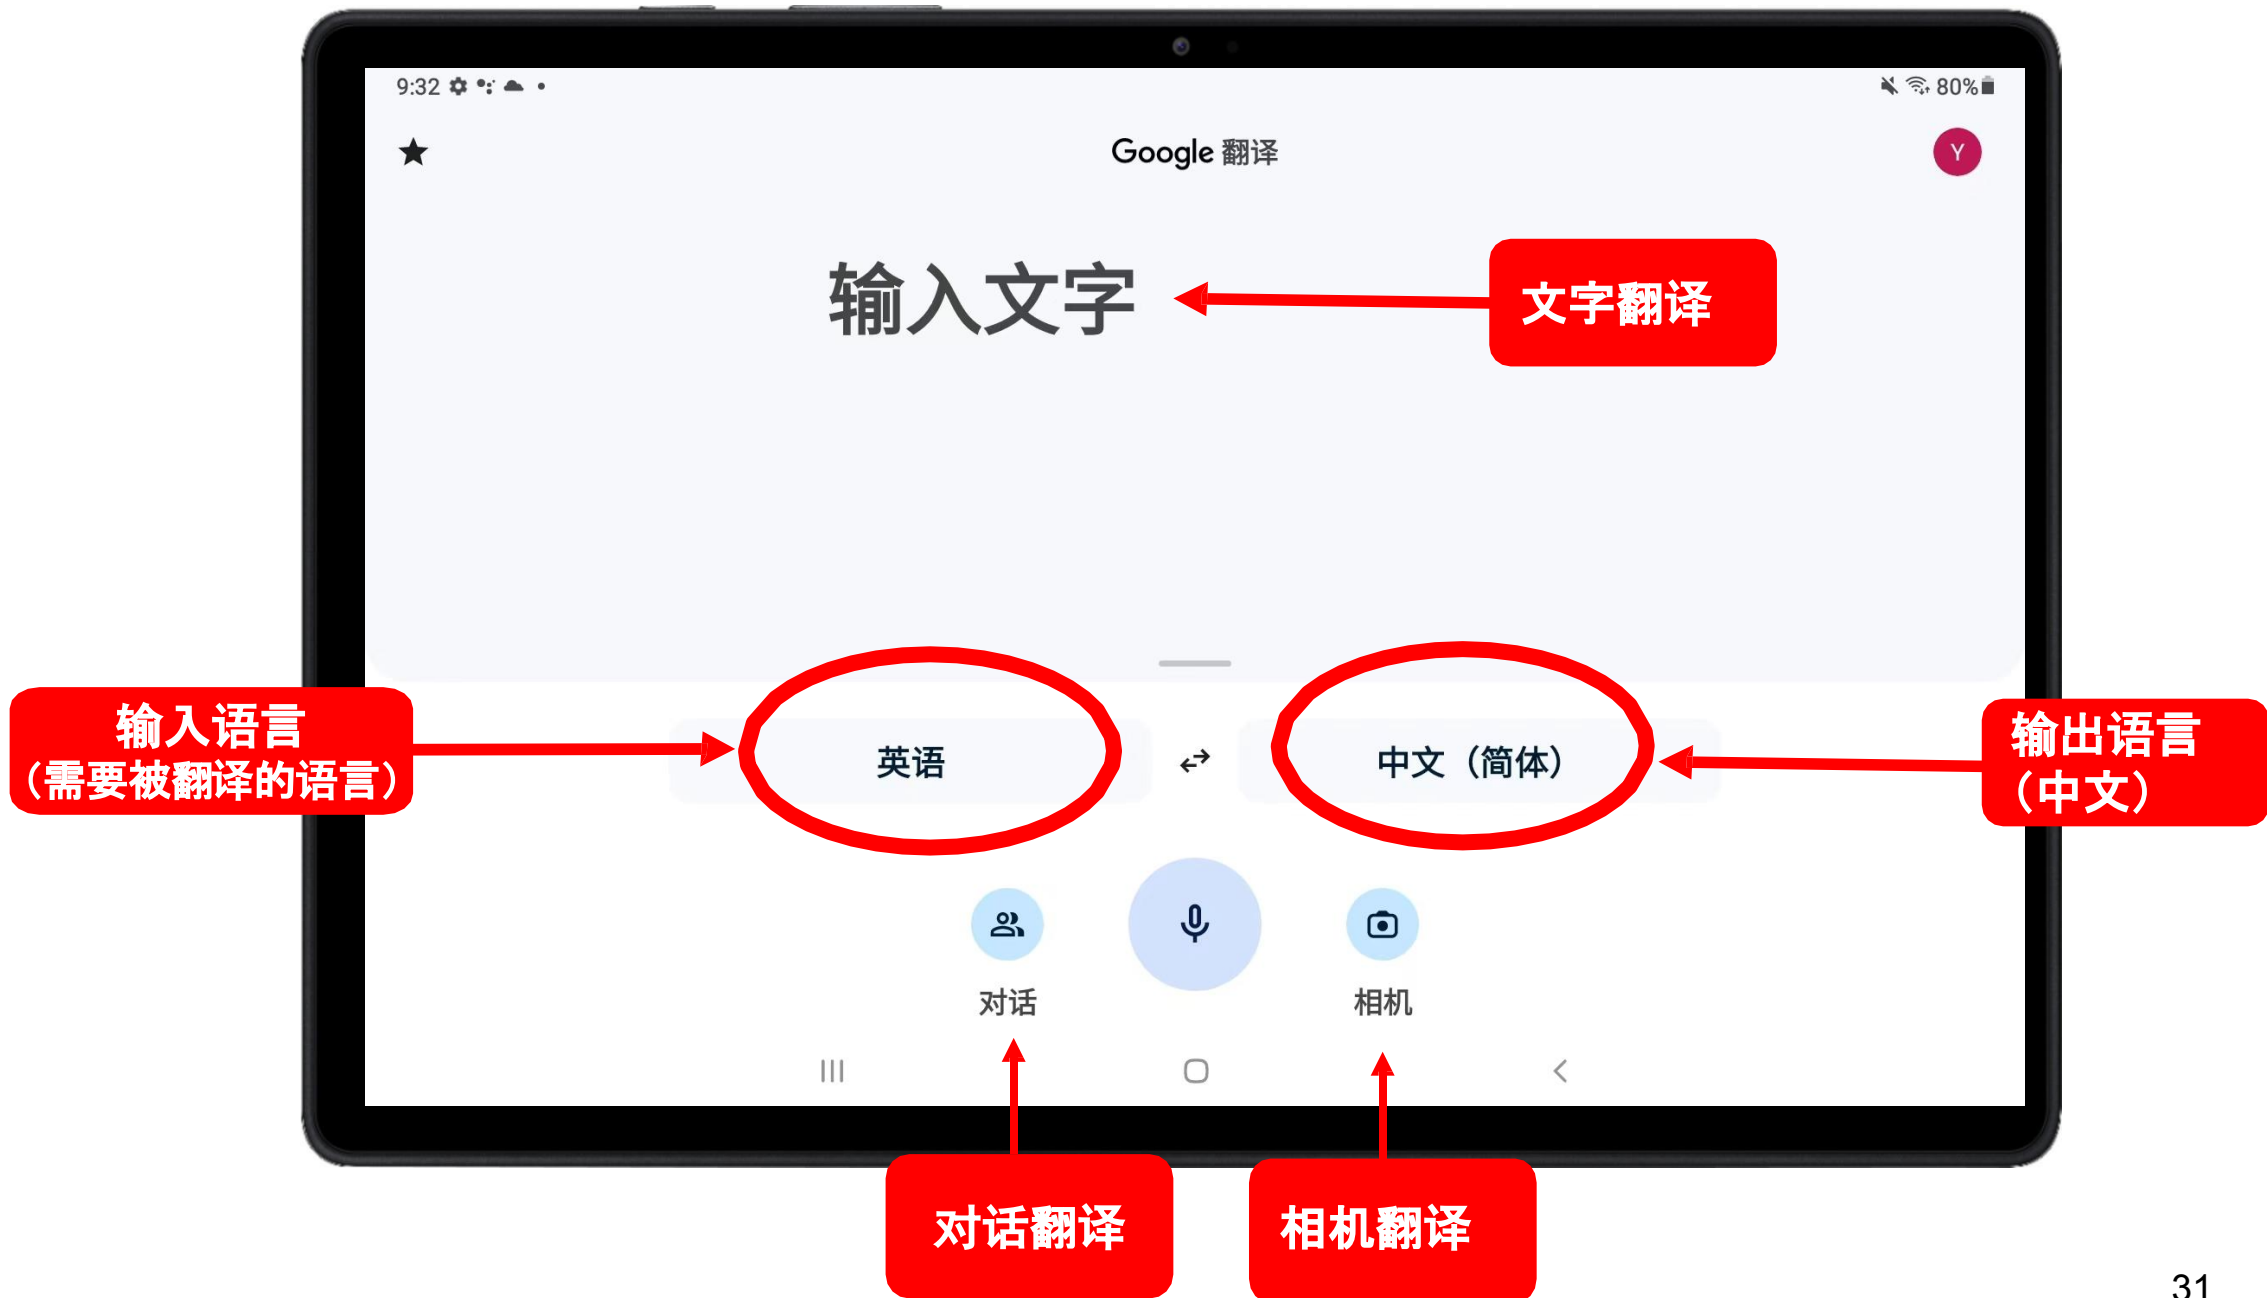 9:32
80%
Google 翻译
Y
输入文字
文字翻译
输入语言
（需要被翻译的语言）
英语
中文（简体）
输出语言
（中文）
对话
相机
对话翻译
相机翻译
31